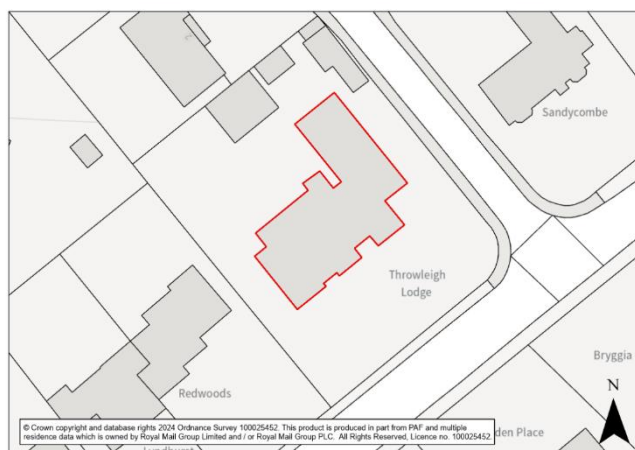 Sandycombe
Throwleigh
Lodge
Bryggia
Redwoods
N
© Crown copyright and database rights 2024 Ordnance Survey 100025452. This product is produced in part from PAF and multiple
residence data which is owned by Royal Mail Group Limited and / or Royal Mail Group PLC. All Rights Reserved, Licence no. 100025452.
den Place
Lyndhurst